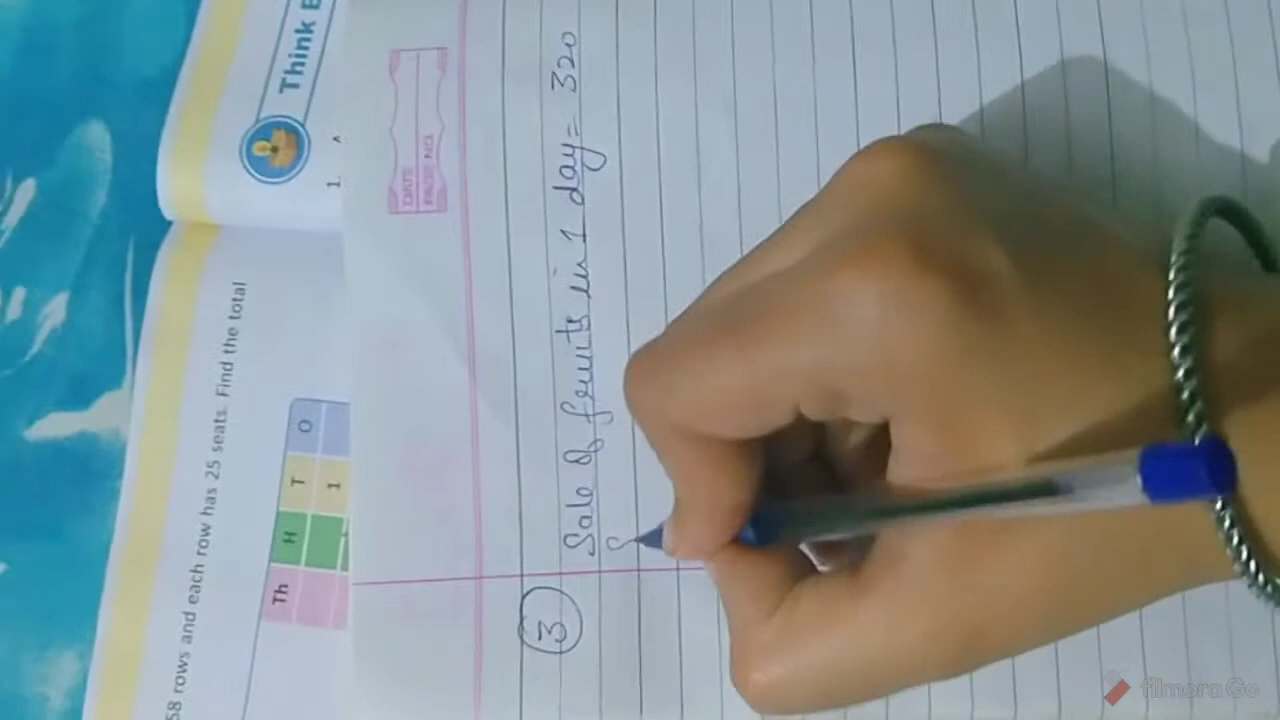 58 rows and each row has 25 seats. Find the total
Th H T O
1
Think
1.
DATE
PAGE NO.
3
Sale of fruits in 1 day = 320
S
filmora Go